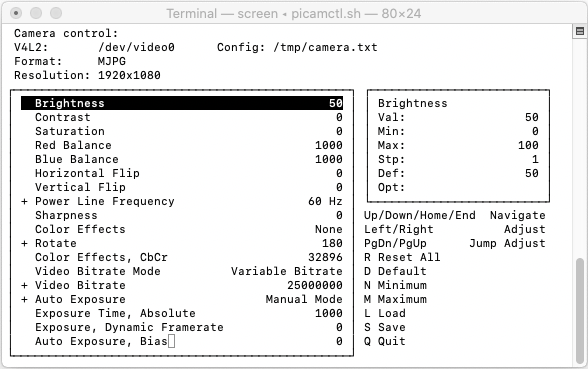 Terminal — screen • picamctl.sh — 80×24
Camera control:
V4L2: /dev/video0 Config: /tmp/camera.txt
Format: MJPG
Resolution: 1920x1080
Brightness 50
Contrast 0
Saturation 0
Red Balance 1000
Blue Balance 1000
Horizontal Flip 0
Vertical Flip 0
+ Power Line Frequency 60 Hz
Sharpness 0
Color Effects None
+ Rotate 180
Color Effects, CbCr 32896
Video Bitrate Mode Variable Bitrate
+ Video Bitrate 25000000
+ Auto Exposure Manual Mode
Exposure Time, Absolute 1000
Exposure, Dynamic Framerate 0
Auto Exposure, Bias 0
Brightness
Val: 50
Min: 0
Max: 100
Stp: 1
Def: 50
Opt:
Up/Down/Home/End Navigate
Left/Right Adjust
PgDn/PgUp Jump Adjust
R Reset All
D Default
N Minimum
M Maximum
L Load
S Save
Q Quit